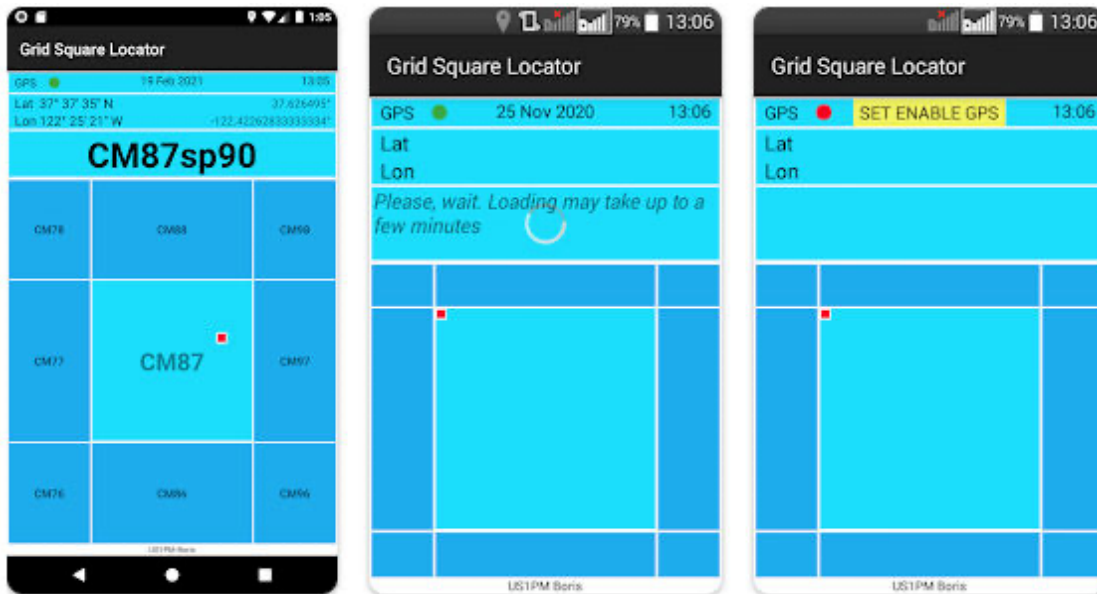 1:05
Grid Square Locator
GPS 19 Feb 2021 13:05
Lat 37° 37' 35" N 37.626495°
Lon 122° 25' 21" W -122.42262833333334°
CM87sp90
CM78 CM88 CM98
CM77 CM87 CM97
CM76 CM86 CM96
US1PM Boris
79% 13:06
Grid Square Locator
GPS 25 Nov 2020 13:06
Lat
Lon
Please, wait. Loading may take up to a
few minutes
US1PM Boris
79% 13:06
Grid Square Locator
GPS SET ENABLE GPS 13:06
Lat
Lon
US1PM Boris